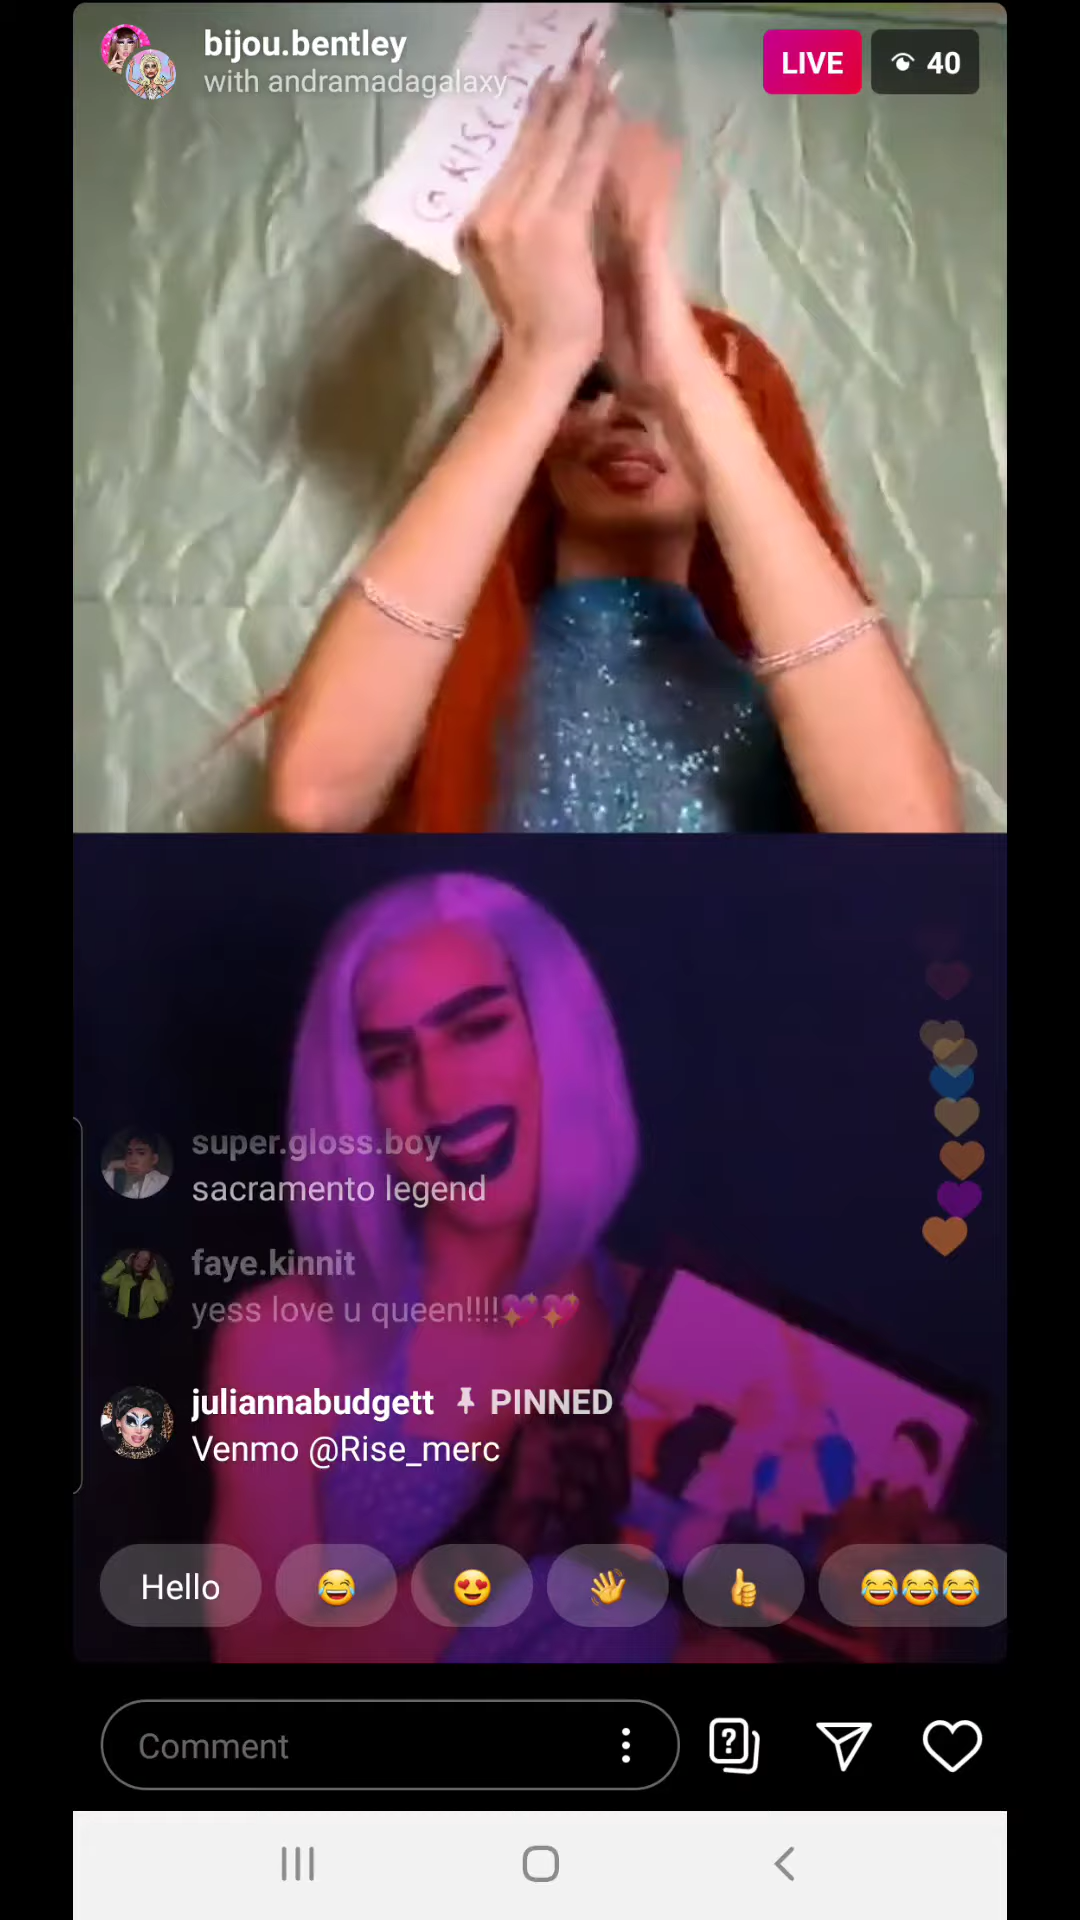 bijou.bentley
with andramadagalaxy
LIVE
40
super.gloss.boy
sacramento legend
faye.kinnit
yess love u queen!!!!💖💖
juliannabudgett PINNED
Venmo @Rise_merc
Hello 😂 😍 👋 👍 😂😂😂
Comment